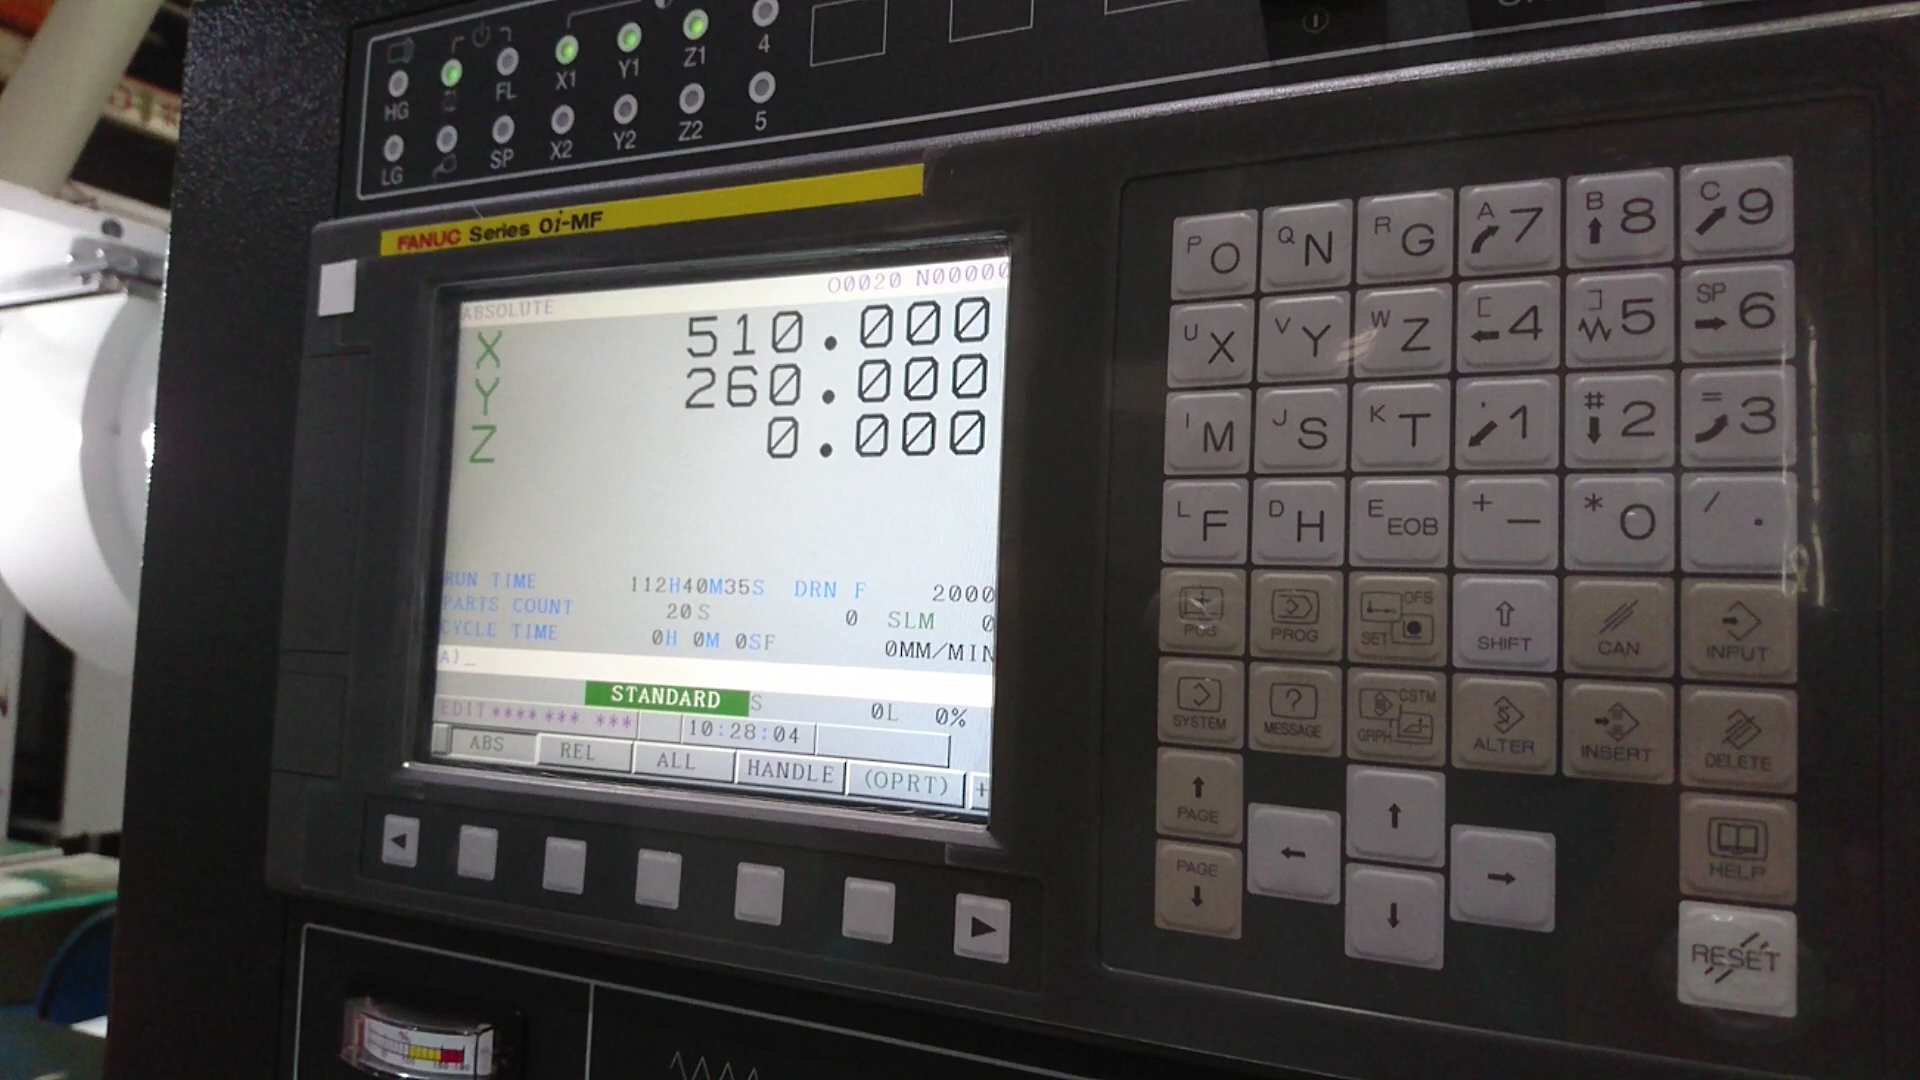 FL X1 Y1 Z1 4
HG
LG SP X2 Y2 Z2 5
FANUC Series 0i-MF
O0020 N00000
ABSOLUTE
X 510.000
Y 260.000
Z 0.000
RUN TIME 112H40M35S DRN F 2000
PARTS COUNT 20 S 0 SLM 0
CYCLE TIME 0H 0M 0SF 0MM/MIN
A)_
STANDARD S 0L 0%
EDIT **** *** *** 10:28:04
ABS REL ALL HANDLE (OPRT) +
P O Q N R G A 7 B 8 C 9
U X V Y W Z [ 4 ] 5 SP 6
I M J S K T , 1 # 2 = 3
L F D H E EOB + - * 0 / .
POS PROG OFS SET SHIFT CAN INPUT
SYSTEM MESSAGE CSTM GRPH ALTER INSERT DELETE
PAGE
PAGE
HELP
RESET